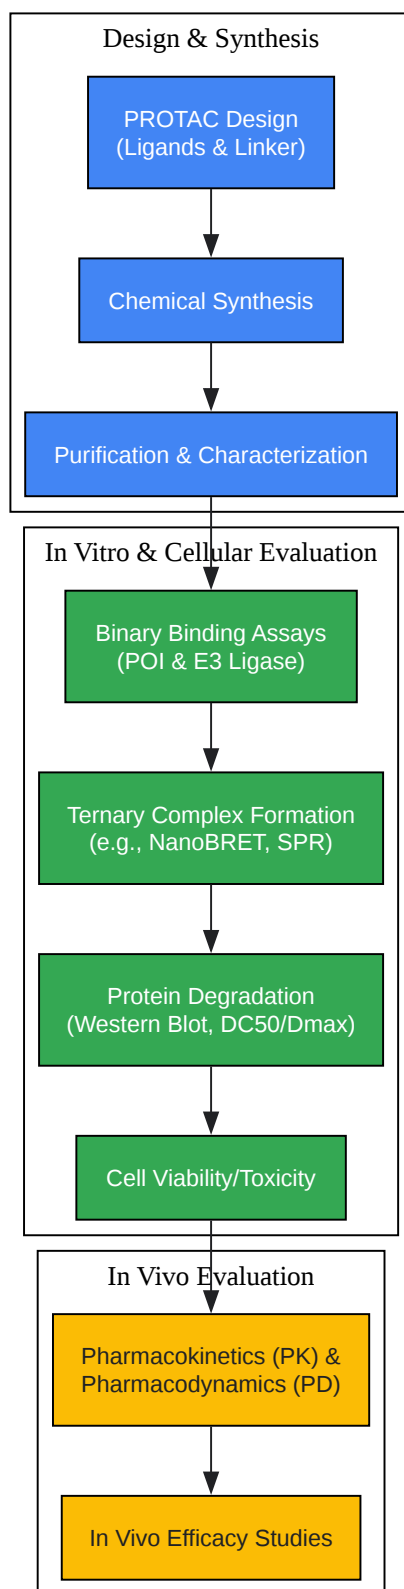 Design & Synthesis
PROTAC Design
(Ligands & Linker)
Chemical Synthesis
Purification & Characterization
In Vitro & Cellular Evaluation
Binary Binding Assays
(POI & E3 Ligase)
Ternary Complex Formation
(e.g., NanoBRET, SPR)
Protein Degradation
(Western Blot, DC50/Dmax)
Cell Viability/Toxicity
In Vivo Evaluation
Pharmacokinetics (PK) &
Pharmacodynamics (PD)
In Vivo Efficacy Studies